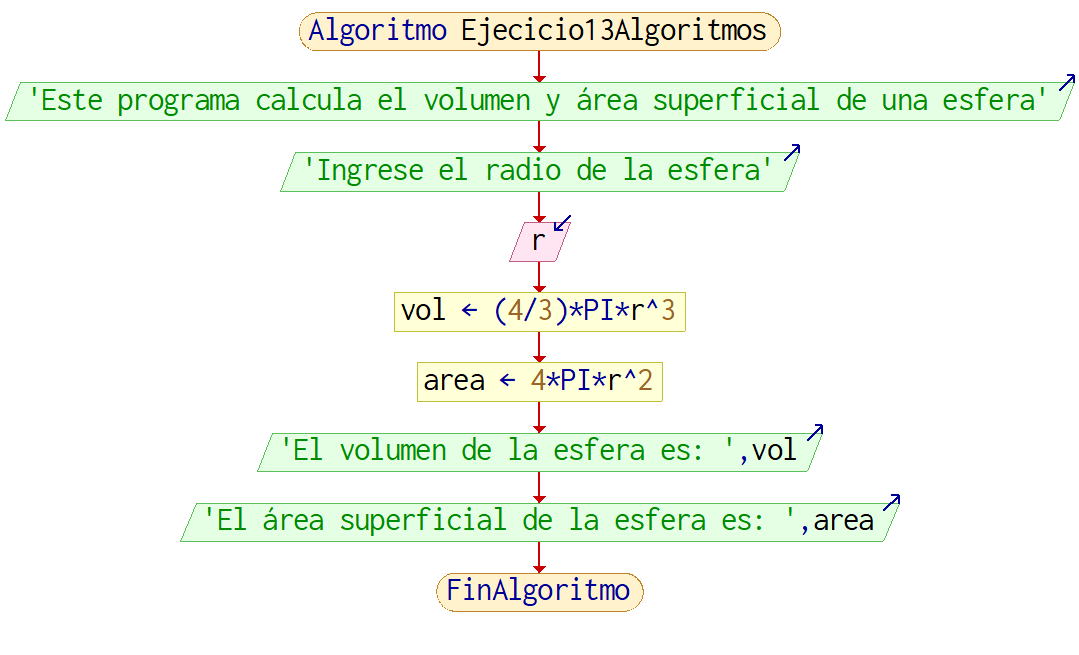 Algoritmo Ejecicio13Algoritmos
'Este programa calcula el volumen y área superficial de una esfera'
'Ingrese el radio de la esfera'
r
vol ← (4/3)*PI*r^3
area ← 4*PI*r^2
'El volumen de la esfera es: ',vol
'El área superficial de la esfera es: ',area
FinAlgoritmo